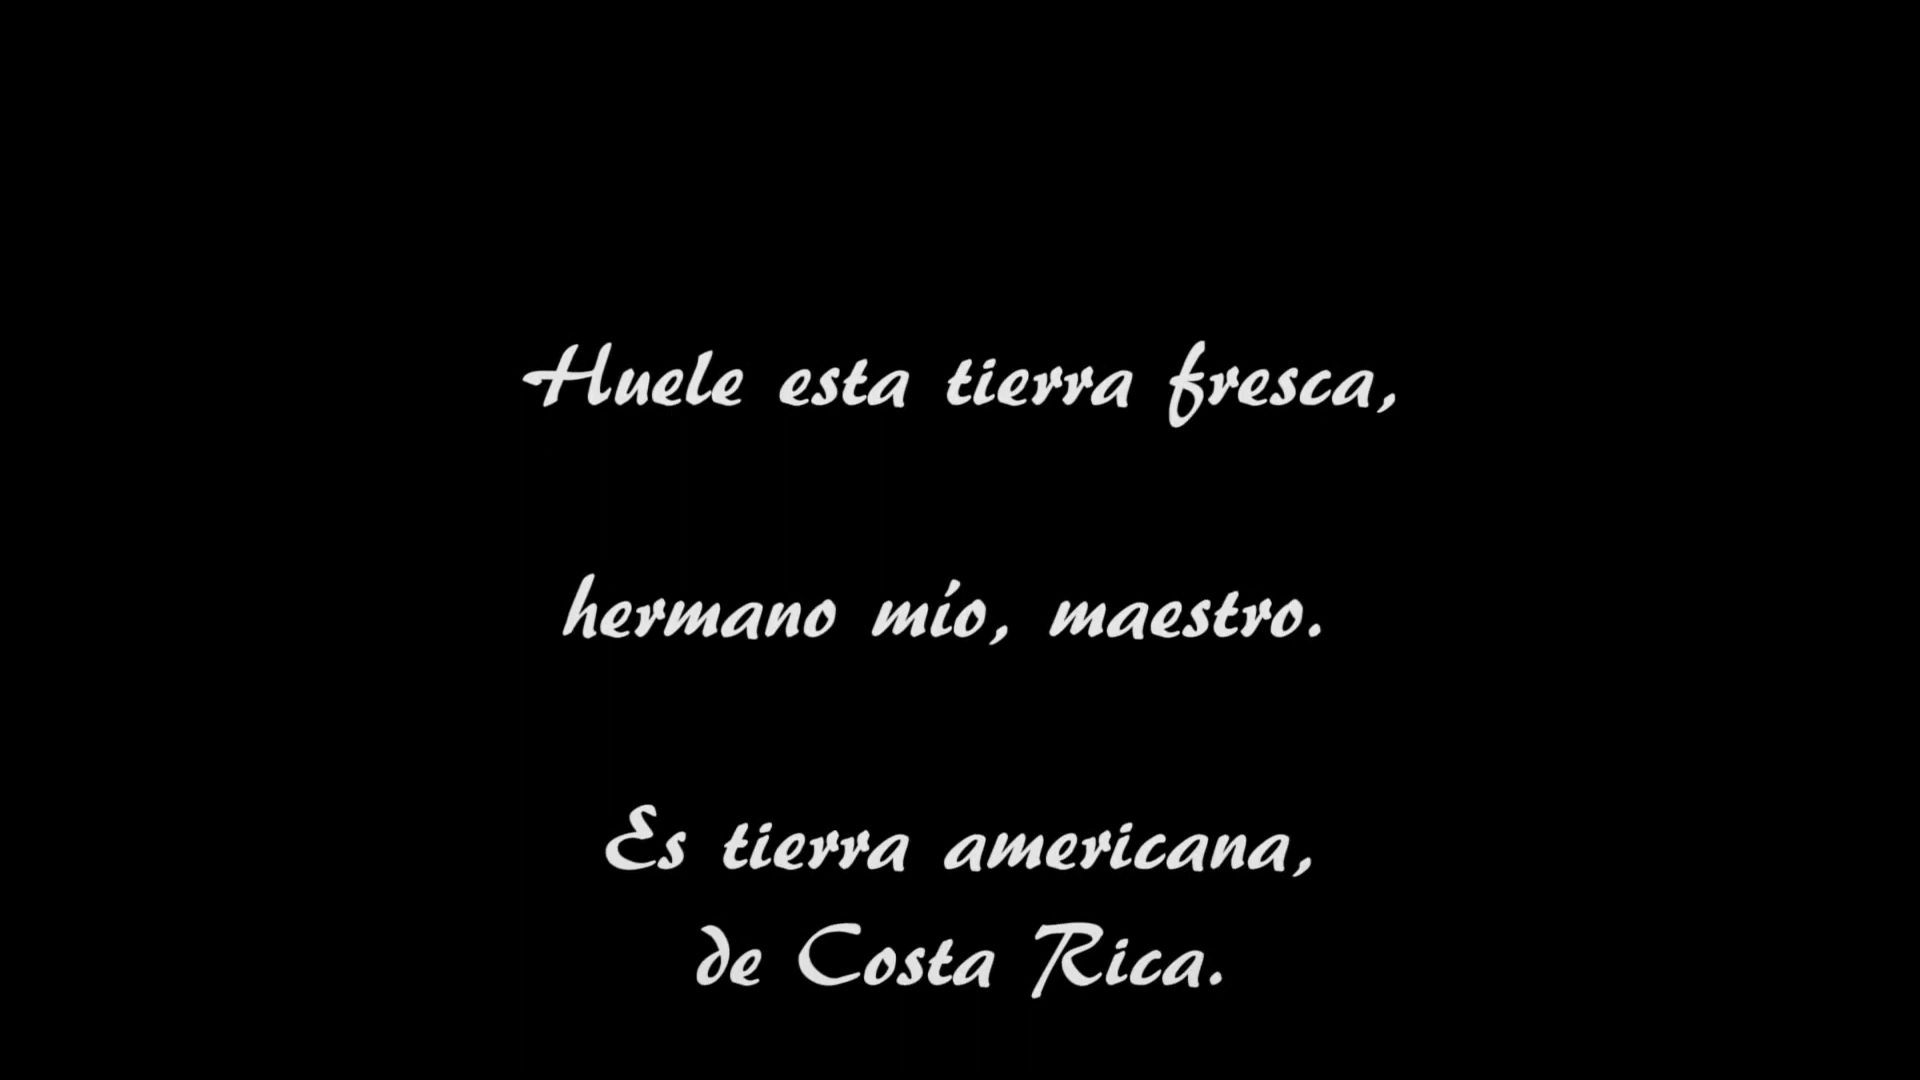 Huele esta tierra fresca,
hermano mío, maestro.
Es tierra americana,
de Costa Rica.